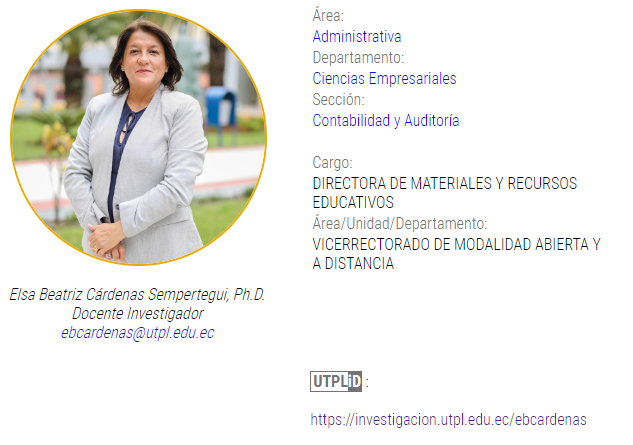 Área:
Administrativa
Departamento:
Ciencias Empresariales
Sección:
Contabilidad y Auditoría
Cargo:
DIRECTORA DE MATERIALES Y RECURSOS
EDUCATIVOS
Área/Unidad/Departamento:
VICERRECTORADO DE MODALIDAD ABIERTA Y
A DISTANCIA
Elsa Beatriz Cárdenas Sempertegui, Ph.D.
Docente Investigador
ebcardenas@utpl.edu.ec
UTPLiD :
https://investigacion.utpl.edu.ec/ebcardenas